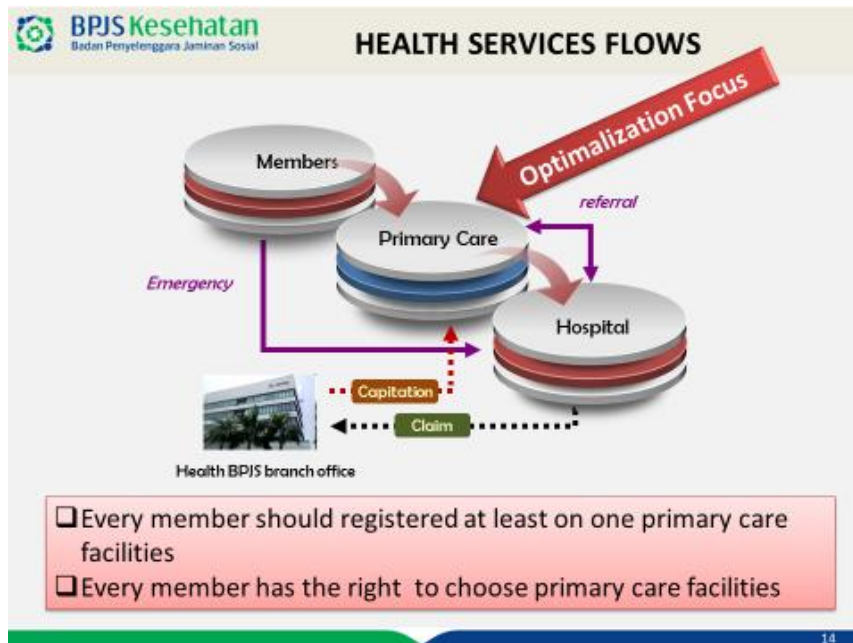 BPJS Kesehatan
Badan Penyelenggara Jaminan Sosial
HEALTH SERVICES FLOWS
Optimalization Focus
Members
referral
Primary Care
Emergency
Hospital
Capitation
Claim
Health BPJS branch office
Every member should registered at least on one primary care
facilities
Every member has the right to choose primary care facilities
14